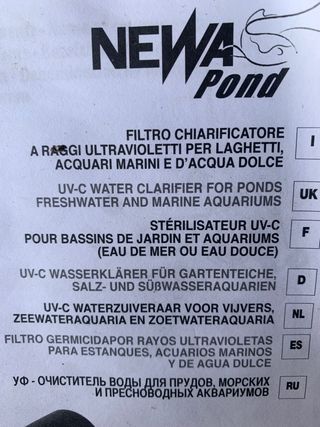 NEWA
Pond
FILTRO CHIARIFICATORE
A RAGGI ULTRAVIOLETTI PER LAGHETTI,
ACQUARI MARINI E D'ACQUA DOLCE
I
UV-C WATER CLARIFIER FOR PONDS
FRESHWATER AND MARINE AQUARIUMS
UK
STÉRILISATEUR UV-C
POUR BASSINS DE JARDIN ET AQUARIUMS
(EAU DE MER OU EAU DOUCE)
F
UV-C WASSERKLÄRER FÜR GARTENTEICHE,
SALZ- UND SÜßWASSERAQUARIEN
D
UV-C WATERZUIVERAAR VOOR VIJVERS,
ZEEWATERAQUARIA EN ZOETWATERAQUARIA
NL
FILTRO GERMICIDAPOR RAYOS ULTRAVIOLETAS
PARA ESTANQUES, ACUARIOS MARINOS
Y DE AGUA DULCE
ES
УФ - ОЧИСТИТЕЛЬ ВОДЫ ДЛЯ ПРУДОВ, МОРСКИХ
И ПРЕСНОВОДНЫХ АКВАРИУМОВ
RU